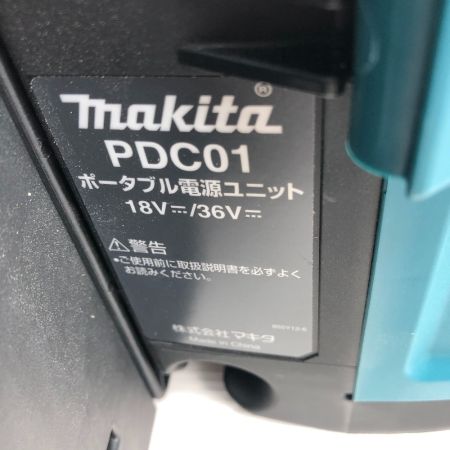 makita®
PDC01
ポータブル電源ユニット
18V⎓/36V⎓
⚠警告
•ご使用前に取扱説明書を必ずよく
お読みください。
株式会社マキタ
Made in China